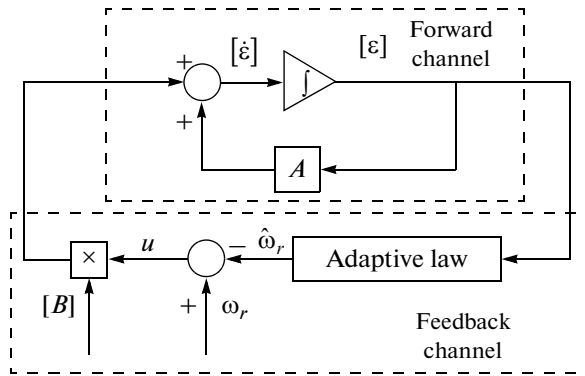 Forward
channel
[ε̇]
[ε]
+
∫
+
A
u
−
ω̂r
Adaptive law
×
[B]
+
ωr
Feedback
channel